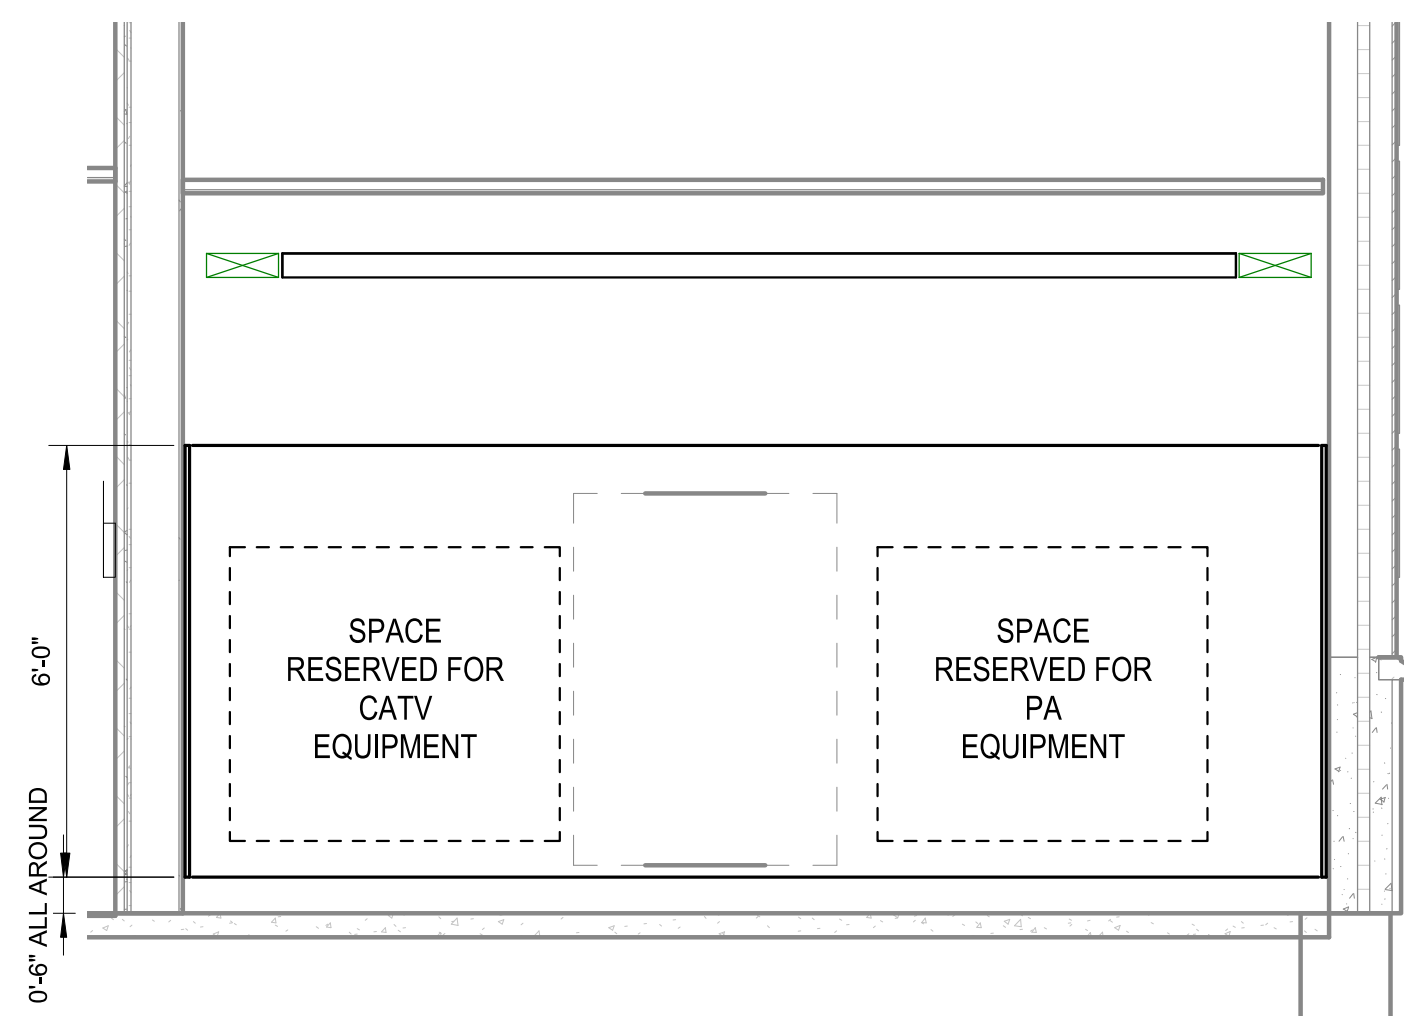 SPACE
RESERVED FOR
CATV
EQUIPMENT
SPACE
RESERVED FOR
PA
EQUIPMENT
6'-0"
0'-6" ALL AROUND